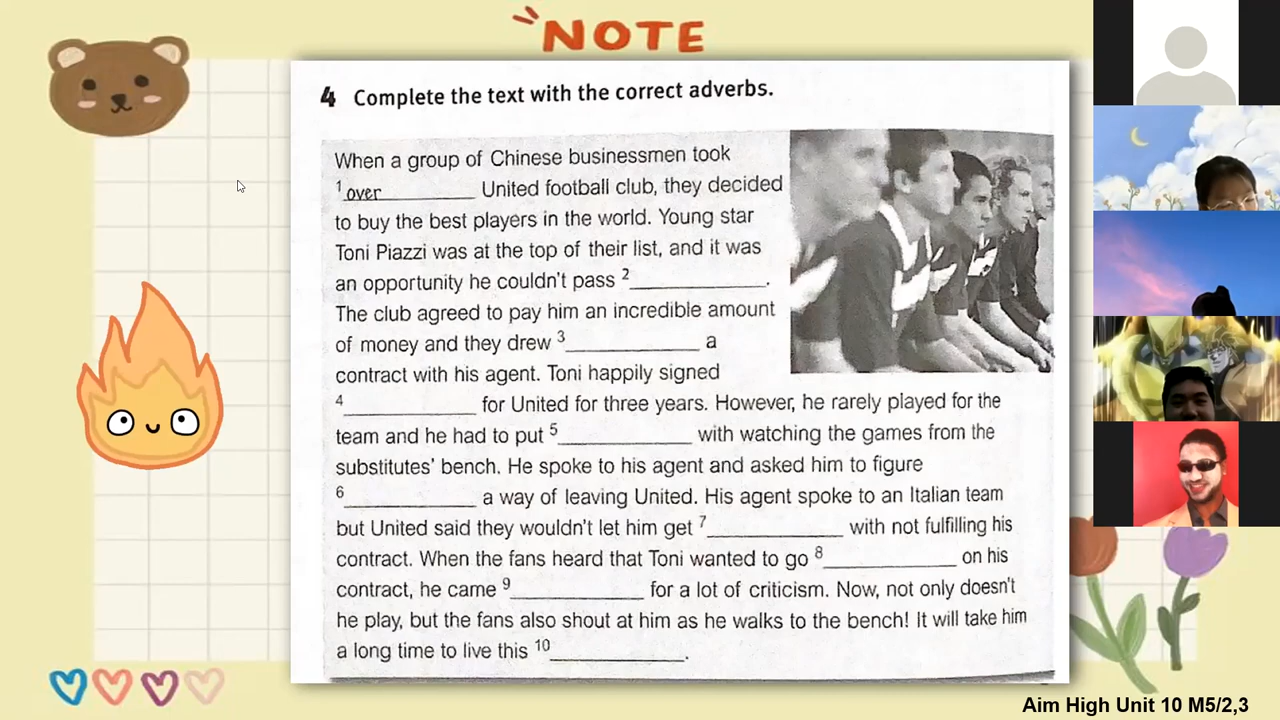 NOTE
4 Complete the text with the correct adverbs.
When a group of Chinese businessmen took
1 over__________ United football club, they decided
to buy the best players in the world. Young star
Toni Piazzi was at the top of their list, and it was
an opportunity he couldn't pass 2 ______________.
The club agreed to pay him an incredible amount
of money and they drew 3 ______________ a
contract with his agent. Toni happily signed
4 ______________ for United for three years. However, he rarely played for the
team and he had to put 5 ______________ with watching the games from the
substitutes' bench. He spoke to his agent and asked him to figure
6 ______________ a way of leaving United. His agent spoke to an Italian team
but United said they wouldn't let him get 7 ______________ with not fulfilling his
contract. When the fans heard that Toni wanted to go 8 ______________ on his
contract, he came 9 ______________ for a lot of criticism. Now, not only doesn't
he play, but the fans also shout at him as he walks to the bench! It will take him
a long time to live this 10 ______________.
Aim High Unit 10 M5/2,3